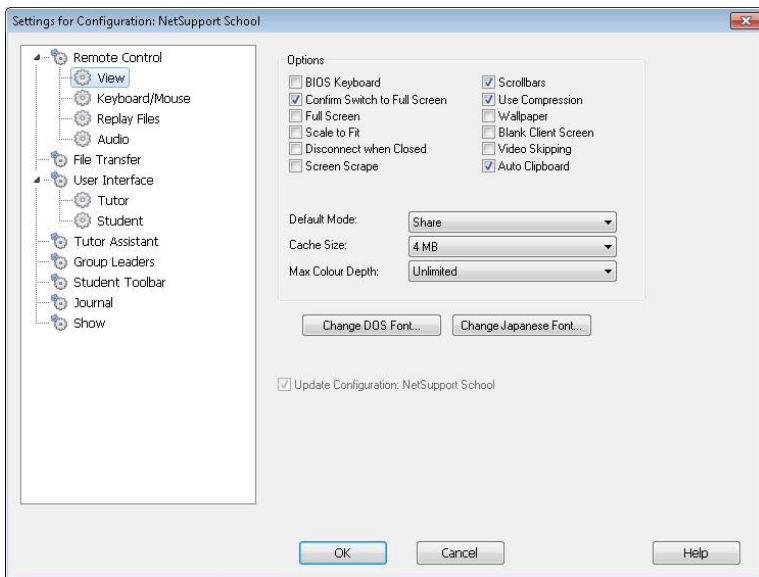 Settings for Configuration: NetSupport School
Remote Control
View
Keyboard/Mouse
Replay Files
Audio
File Transfer
User Interface
Tutor
Student
Tutor Assistant
Group Leaders
Student Toolbar
Journal
Show
Options
BIOS Keyboard
Confirm Switch to Full Screen
Full Screen
Scale to Fit
Disconnect when Closed
Screen Scrape
Scrollbars
Use Compression
Wallpaper
Blank Client Screen
Video Skipping
Auto Clipboard
Default Mode: Share
Cache Size: 4 MB
Max Colour Depth: Unlimited
Change DOS Font... Change Japanese Font...
Update Configuration: NetSupport School
OK Cancel Help